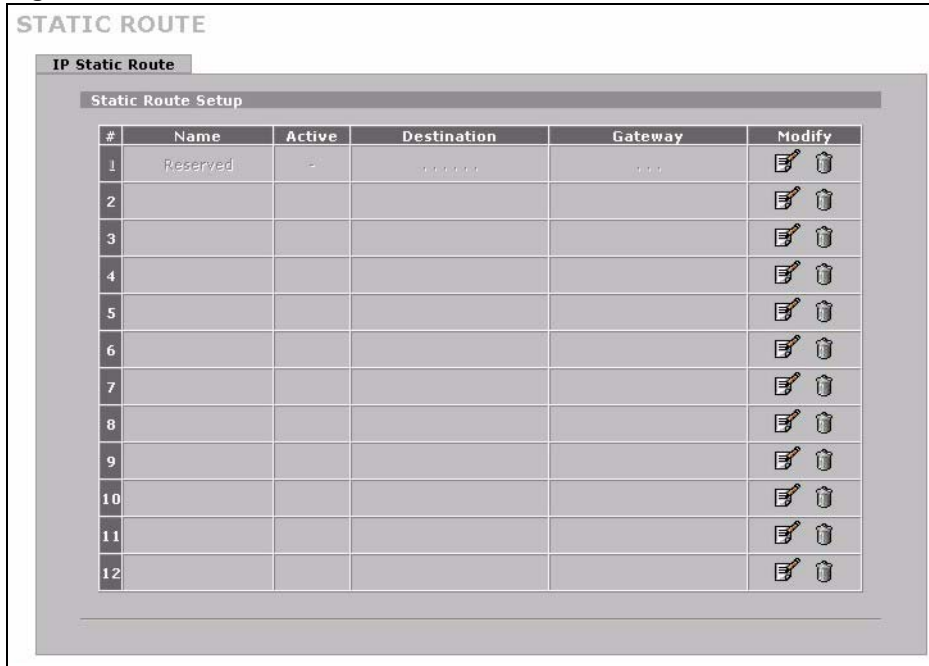 STATIC ROUTE
IP Static Route
Static Route Setup
# Name Active Destination Gateway Modify
1 Reserved - ...... ...
2
3
4
5
6
7
8
9
10
11
12